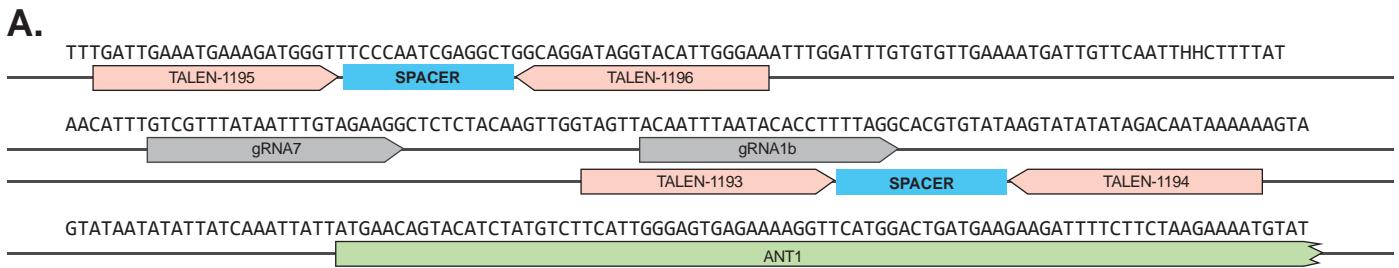 A.
TTTGATTGAAATGAAAGATGGGTTTCCCAATCGAGGCTGGCAGGATAGGTACATTGGGAAATTTGGATTTGTGTGTTGAAAATGATTGTTCAATTHHCTTTTAT
TALEN-1195 SPACER TALEN-1196
AACATTTGTCGTTTATAATTTGTAGAAGGCTCTCTACAAGTTGGTAGTTACAATTTAATACACCTTTTAGGCACGTGTATAAGTATATATAGACAATAAAAAAGTA
gRNA7 gRNA1b
TALEN-1193 SPACER TALEN-1194
GTATAATATATTATCAAATTATTATGAACAGTACATCTATGTCTTCATTGGGAGTGAGAAAAGGTTCATGGACTGATGAAGAAGATTTTCTTCTAAGAAAATGTAT
ANT1